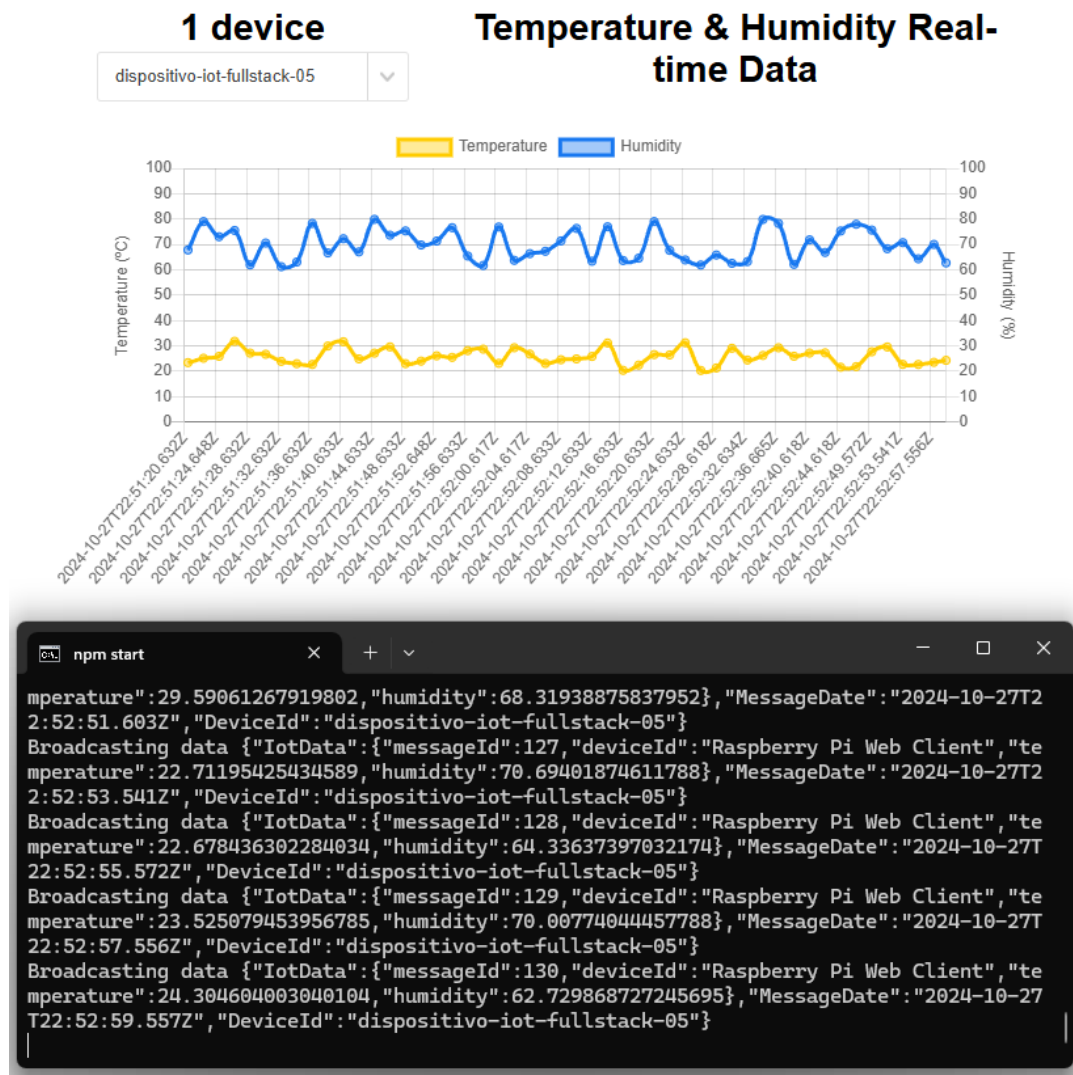 1 device
Temperature & Humidity Real-
time Data
dispositivo-iot-fullstack-05
Temperature
Humidity
100
90
80
70
60
50
40
30
20
10
0
Temperature (ºC)
100
90
80
70
60
50
40
30
20
10
0
Humidity (%)
2024-10-27T22:51:20.632Z
2024-10-27T22:51:24.648Z
2024-10-27T22:51:28.632Z
2024-10-27T22:51:32.632Z
2024-10-27T22:51:36.632Z
2024-10-27T22:51:40.633Z
2024-10-27T22:51:44.633Z
2024-10-27T22:51:48.633Z
2024-10-27T22:51:52.648Z
2024-10-27T22:51:56.633Z
2024-10-27T22:52:00.617Z
2024-10-27T22:52:04.617Z
2024-10-27T22:52:08.633Z
2024-10-27T22:52:12.633Z
2024-10-27T22:52:16.633Z
2024-10-27T22:52:20.633Z
2024-10-27T22:52:24.633Z
2024-10-27T22:52:28.618Z
2024-10-27T22:52:32.634Z
2024-10-27T22:52:36.665Z
2024-10-27T22:52:40.618Z
2024-10-27T22:52:44.618Z
2024-10-27T22:52:49.572Z
2024-10-27T22:52:53.541Z
2024-10-27T22:52:57.556Z
npm start
mperature":29.59061267919802,"humidity":68.31938875837952},"MessageDate":"2024-10-27T2
2:52:51.603Z","DeviceId":"dispositivo-iot-fullstack-05"}
Broadcasting data {"IotData":{"messageId":127,"deviceId":"Raspberry Pi Web Client","te
mperature":22.71195425434589,"humidity":70.69401874611788},"MessageDate":"2024-10-27T2
2:52:53.541Z","DeviceId":"dispositivo-iot-fullstack-05"}
Broadcasting data {"IotData":{"messageId":128,"deviceId":"Raspberry Pi Web Client","te
mperature":22.678436302284034,"humidity":64.33637397032174},"MessageDate":"2024-10-27T
22:52:55.572Z","DeviceId":"dispositivo-iot-fullstack-05"}
Broadcasting data {"IotData":{"messageId":129,"deviceId":"Raspberry Pi Web Client","te
mperature":23.525079453956785,"humidity":70.00774044457788},"MessageDate":"2024-10-27T
22:52:57.556Z","DeviceId":"dispositivo-iot-fullstack-05"}
Broadcasting data {"IotData":{"messageId":130,"deviceId":"Raspberry Pi Web Client","te
mperature":24.304604003040104,"humidity":62.729868727245695},"MessageDate":"2024-10-27
T22:52:59.557Z","DeviceId":"dispositivo-iot-fullstack-05"}